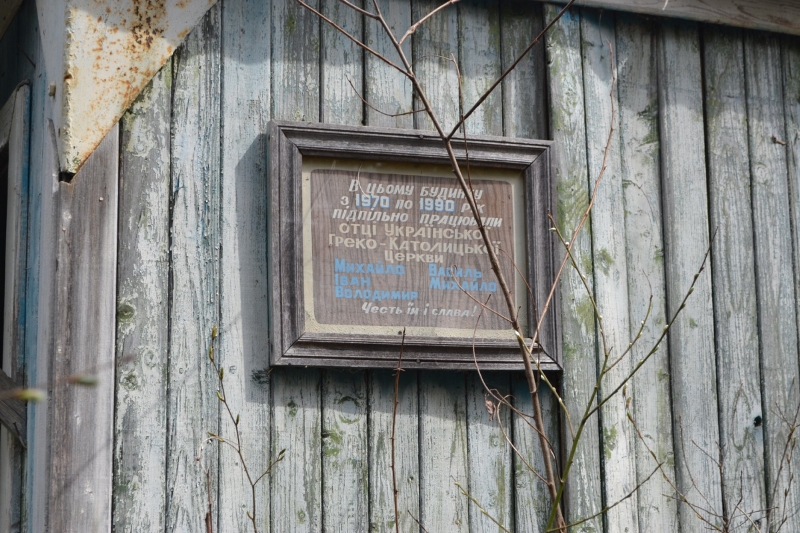 В цьому будинку
з 1970 по 1990 рік
підпільно працювали
отці Української
Греко-Католицької
Церкви
Михайло Василь
Іван Михайло
Володимир
Честь їм і слава!